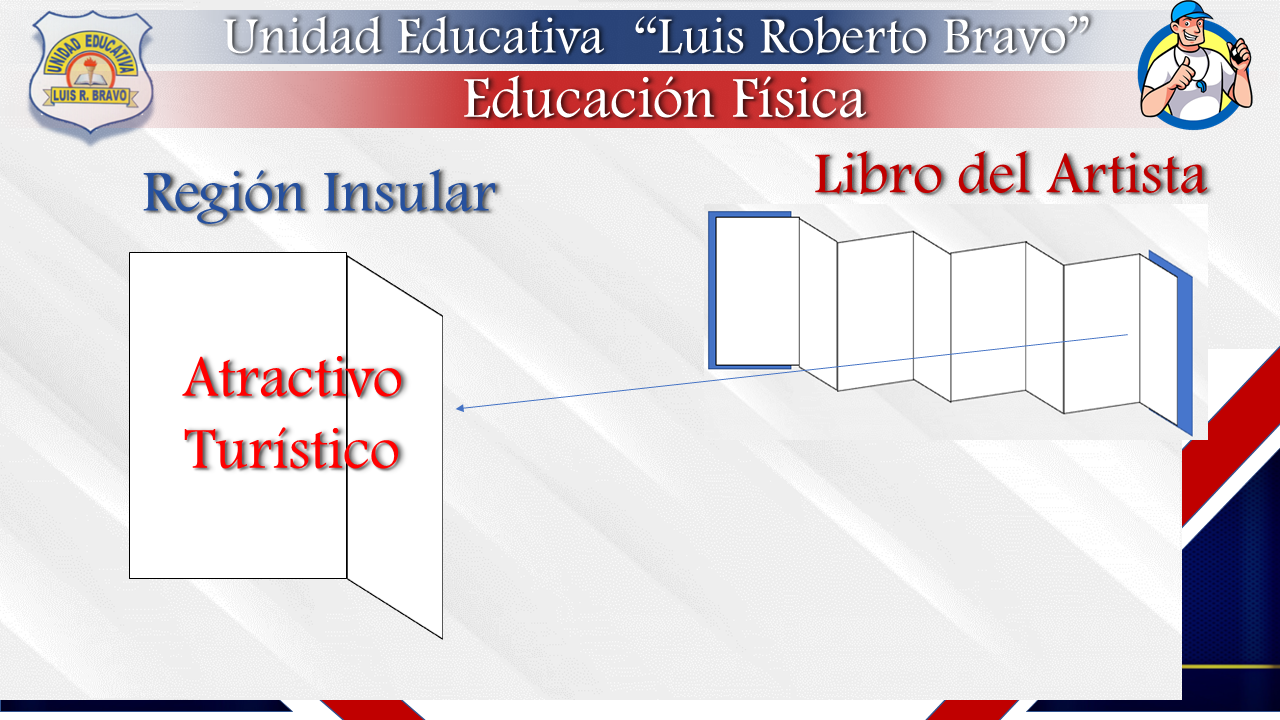 Unidad Educativa “Luis Roberto Bravo”
Educación Física
UNIDAD EDUCATIVA
LUIS R. BRAVO
Región Insular
Libro del Artista
Atractivo
Turístico